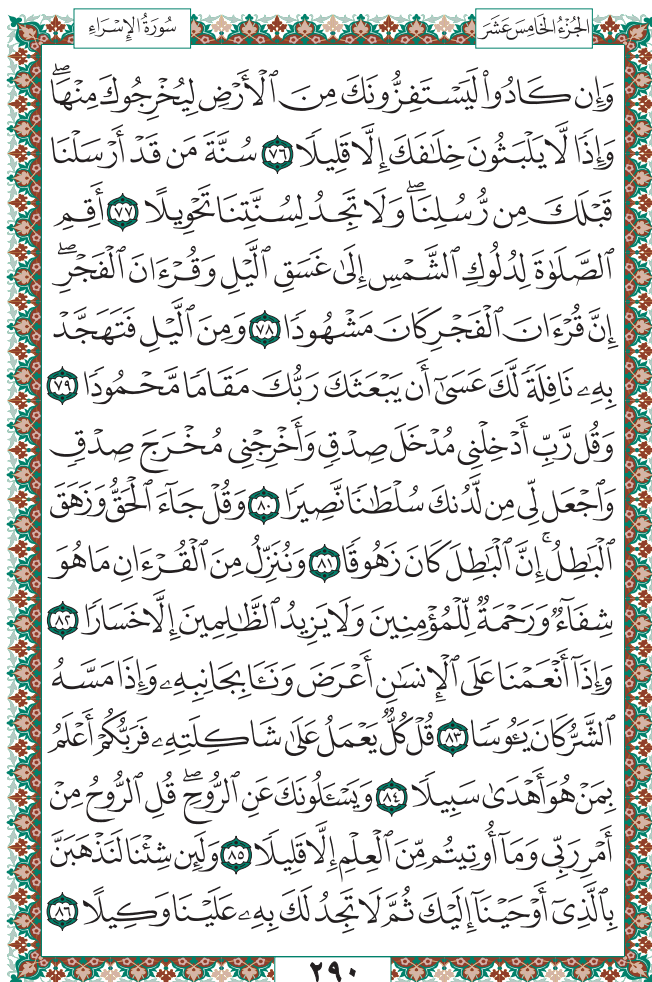 الجُزْءُ الخَامِسَ عَشَرَ
سُورَةُ الإِسْرَاءِ
وَإِن كَادُواْ لَيَسْتَفِزُّونَكَ مِنَ ٱلْأَرْضِ لِيُخْرِجُوكَ مِنْهَاۖ
وَإِذٗا لَّا يَلْبَثُونَ خِلَٰفَكَ إِلَّا قَلِيلٗا ٧٦ سُنَّةَ مَن قَدْ أَرْسَلْنَا
قَبْلَكَ مِن رُّسُلِنَاۖ وَلَا تَجِدُ لِسُنَّتِنَا تَحْوِيلًا ٧٧ أَقِمِ
ٱلصَّلَوٰةَ لِدُلُوكِ ٱلشَّمْسِ إِلَىٰ غَسَقِ ٱلَّيْلِ وَقُرْءَانَ ٱلْفَجْرِۖ
إِنَّ قُرْءَانَ ٱلْفَجْرِ كَانَ مَشْهُودٗا ٧٨ وَمِنَ ٱلَّيْلِ فَتَهَجَّدْ
بِهِۦ نَافِلَةٗ لَّكَ عَسَىٰٓ أَن يَبْعَثَكَ رَبُّكَ مَقَامٗا مَّحْمُودٗا ٧٩
وَقُل رَّبِّ أَدْخِلْنِي مُدْخَلَ صِدْقٖ وَأَخْرِجْنِي مُخْرَجَ صِدْقٖ
وَٱجْعَل لِّي مِن لَّدُنكَ سُلْطَٰنٗا نَّصِيرٗا ٨٠ وَقُلْ جَآءَ ٱلْحَقُّ وَزَهَقَ
ٱلْبَٰطِلُۚ إِنَّ ٱلْبَٰطِلَ كَانَ زَهُوقٗا ٨١ وَنُنَزِّلُ مِنَ ٱلْقُرْءَانِ مَا هُوَ
شِفَآءٞ وَرَحْمَةٞ لِّلْمُؤْمِنِينَ وَلَا يَزِيدُ ٱلظَّٰلِمِينَ إِلَّا خَسَارٗا ٨٢
وَإِذَآ أَنْعَمْنَا عَلَى ٱلْإِنسَٰنِ أَعْرَضَ وَنَـَٔا بِجَانِبِهِۦ وَإِذَا مَسَّهُ
ٱلشَّرُّ كَانَ يَـُٔوسٗا ٨٣ قُلْ كُلّٞ يَعْمَلُ عَلَىٰ شَاكِلَتِهِۦ فَرَبُّكُمْ أَعْلَمُ
بِمَنْ هُوَ أَهْدَىٰ سَبِيلٗا ٨٤ وَيَسْـَٔلُونَكَ عَنِ ٱلرُّوحِۖ قُلِ ٱلرُّوحُ مِنْ
أَمْرِ رَبِّي وَمَآ أُوتِيتُم مِّنَ ٱلْعِلْمِ إِلَّا قَلِيلٗا ٨٥ وَلَئِن شِئْنَا لَنَذْهَبَنَّ
بِٱلَّذِيٓ أَوْحَيْنَآ إِلَيْكَ ثُمَّ لَا تَجِدُ لَكَ بِهِۦ عَلَيْنَا وَكِيلًا ٨٦
٢٩٠